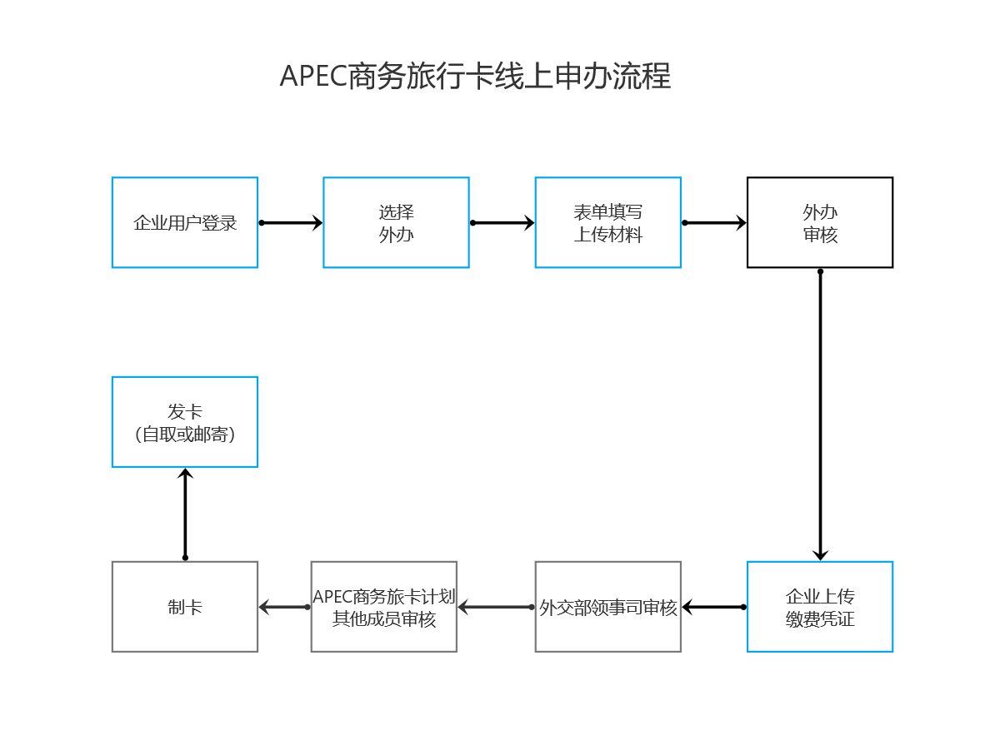 APEC商务旅行卡线上申办流程
企业用户登录
选择
外办
表单填写
上传材料
外办
审核
企业上传
缴费凭证
外交部领事司审核
APEC商务旅卡计划
其他成员审核
制卡
发卡
（自取或邮寄）